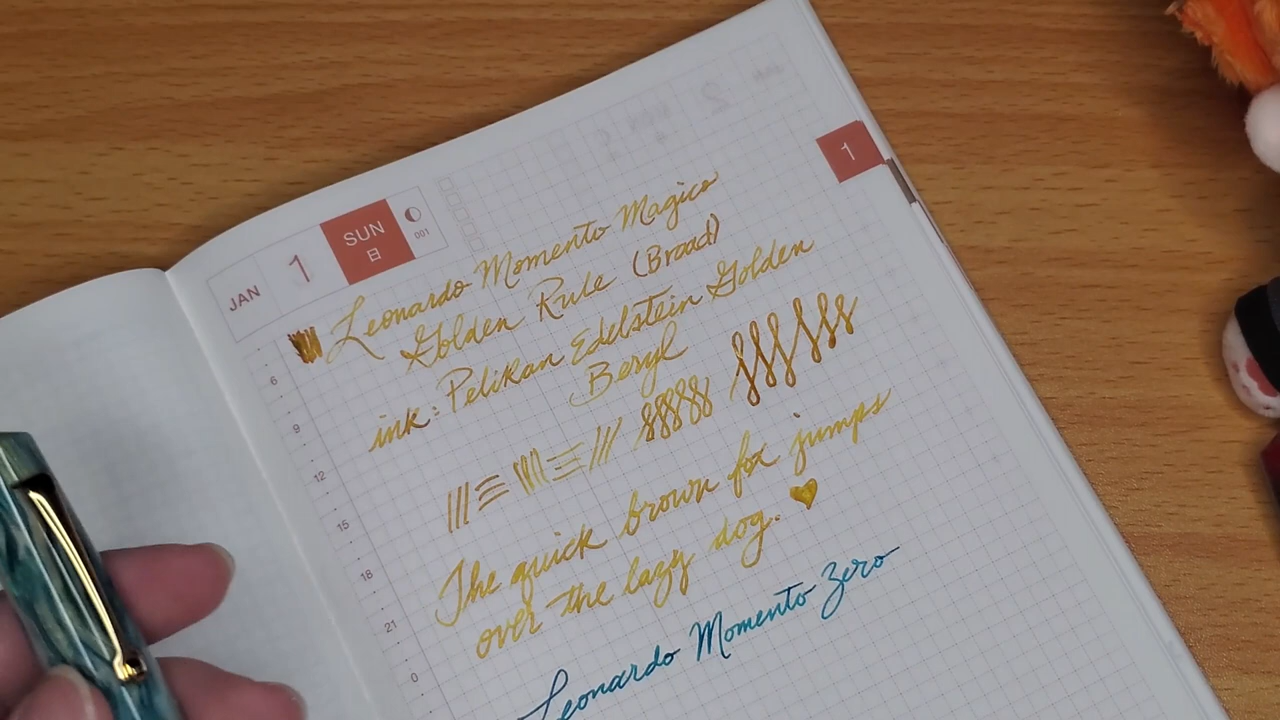 JAN 1 SUN 日 001
1
Leonardo Momento Magico
Golden Rule (Broad)
ink: Pelikan Edelstein Golden
Beryl
The quick brown fox jumps
over the lazy dog.
Leonardo Momento Zero
6
9
12
15
18
21
0